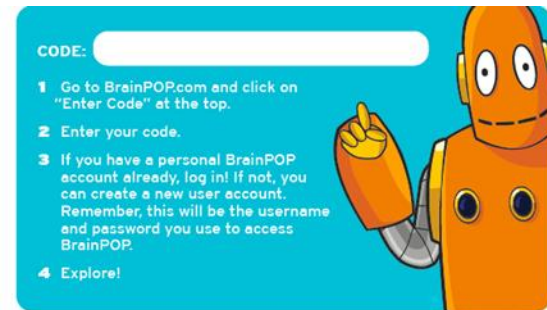 CODE:
1 Go to BrainPOP.com and click on
"Enter Code" at the top.
2 Enter your code.
3 If you have a personal BrainPOP
account already, log in! If not, you
can create a new user account.
Remember, this will be the username
and password you use to access
BrainPOP.
4 Explore!